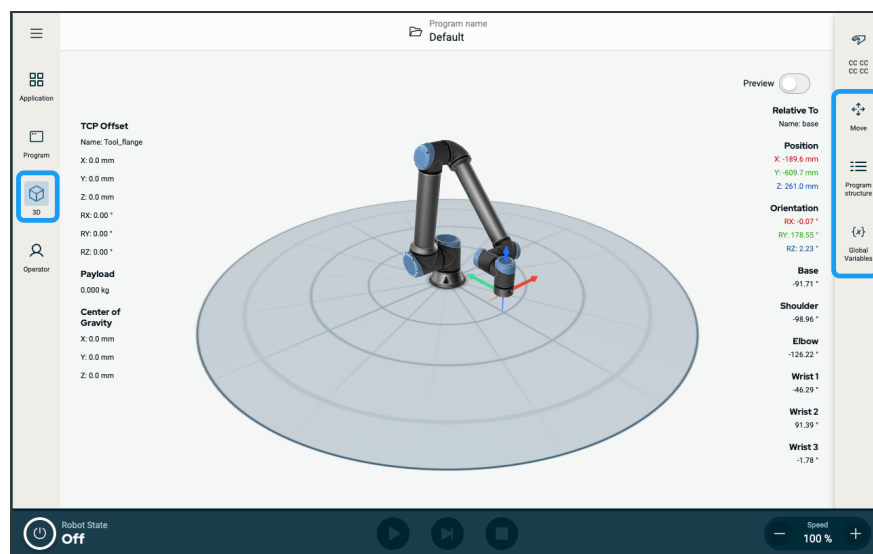 Program name
Default
Application
Program
3D
Operator
TCP Offset
Name: Tool_flange
X: 0.0 mm
Y: 0.0 mm
Z: 0.0 mm
RX: 0.00 °
RY: 0.00 °
RZ: 0.00 °
Payload
0.000 kg
Center of
Gravity
X: 0.0 mm
Y: 0.0 mm
Z: 0.0 mm
Preview
Relative To
Name: base
Position
X: -189.6 mm
Y: -609.7 mm
Z: 261.0 mm
Orientation
RX: -0.07 °
RY: 178.55 °
RZ: 2.23 °
Base
-91.71 °
Shoulder
-98.96 °
Elbow
-126.22 °
Wrist 1
-46.29 °
Wrist 2
91.39 °
Wrist 3
-1.78 °
CC CC
CC CC
Move
Program
structure
{x}
Global
Variables
Robot State
Off
Speed
100 %